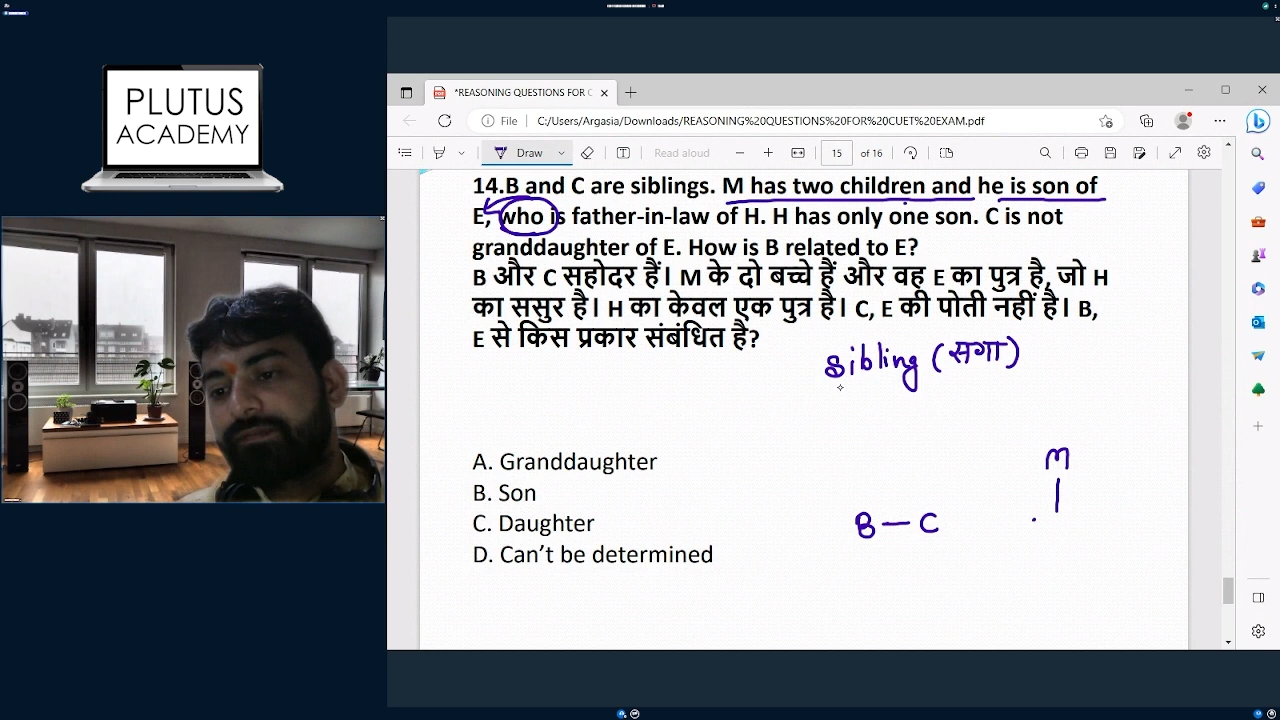 PLUTUS
ACADEMY
*REASONING QUESTIONS FOR C
File
C:/Users/Argasia/Downloads/REASONING%20QUESTIONS%20FOR%20CUET%20EXAM.pdf
Draw
Read aloud
15 of 16
14.B and C are siblings. M has two children and he is son of
E, who is father-in-law of H. H has only one son. C is not
granddaughter of E. How is B related to E?
B और C सहोदर हैं। M के दो बच्चे हैं और वह E का पुत्र है, जो H
का ससुर है। H का केवल एक पुत्र है। C, E की पोती नहीं है। B,
E से किस प्रकार संबंधित है?
Sibling (सगा)
A. Granddaughter
B. Son
C. Daughter
D. Can't be determined
M
B — C